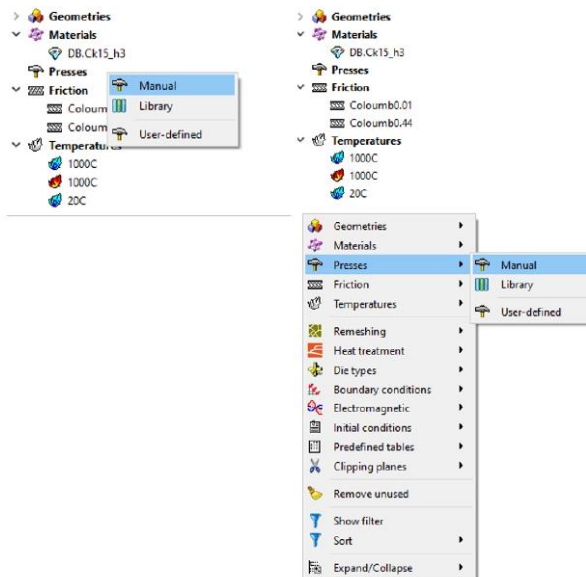 Geometries
Materials
DB.Ck15_h3
Presses
Manual
Friction
Library
Coloum
Coloum
User-defined
Temperatures
1000C
1000C
20C
Geometries
Materials
DB.Ck15_h3
Presses
Friction
Coloumb0.01
Coloumb0.44
Temperatures
1000C
1000C
20C
Geometries
Materials
Presses
Manual
Friction
Library
Temperatures
User-defined
Remeshing
Heat treatment
Die types
Boundary conditions
Electromagnetic
Initial conditions
Predefined tables
Clipping planes
Remove unused
Show filter
Sort
Expand/Collapse